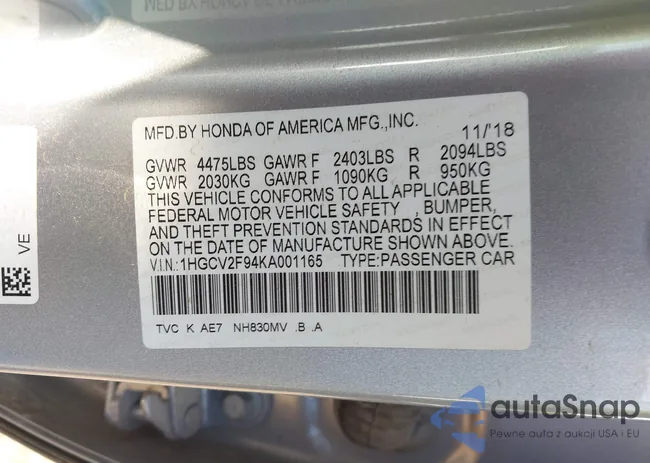 MFD.BY HONDA OF AMERICA MFG.,INC. 11/'18
GVWR 4475LBS GAWR F 2403LBS R 2094LBS
GVWR 2030KG GAWR F 1090KG R 950KG
THIS VEHICLE CONFORMS TO ALL APPLICABLE
FEDERAL MOTOR VEHICLE SAFETY , BUMPER,
AND THEFT PREVENTION STANDARDS IN EFFECT
ON THE DATE OF MANUFACTURE SHOWN ABOVE.
V.I.N.:1HGCV2F94KA001165 TYPE:PASSENGER CAR
TVC K AE7 NH830MV .B .A
VE
autoSnap
Pewne auto z aukcji USA i EU